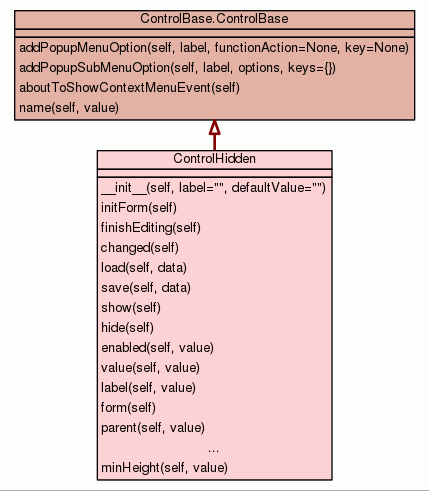 ControlBase.ControlBase
addPopupMenuOption(self, label, functionAction=None, key=None)
addPopupSubMenuOption(self, label, options, keys={})
aboutToShowContextMenuEvent(self)
name(self, value)
ControlHidden
__init__(self, label="", defaultValue="")
initForm(self)
finishEditing(self)
changed(self)
load(self, data)
save(self, data)
show(self)
hide(self)
enabled(self, value)
value(self, value)
label(self, value)
form(self)
parent(self, value)
...
minHeight(self, value)